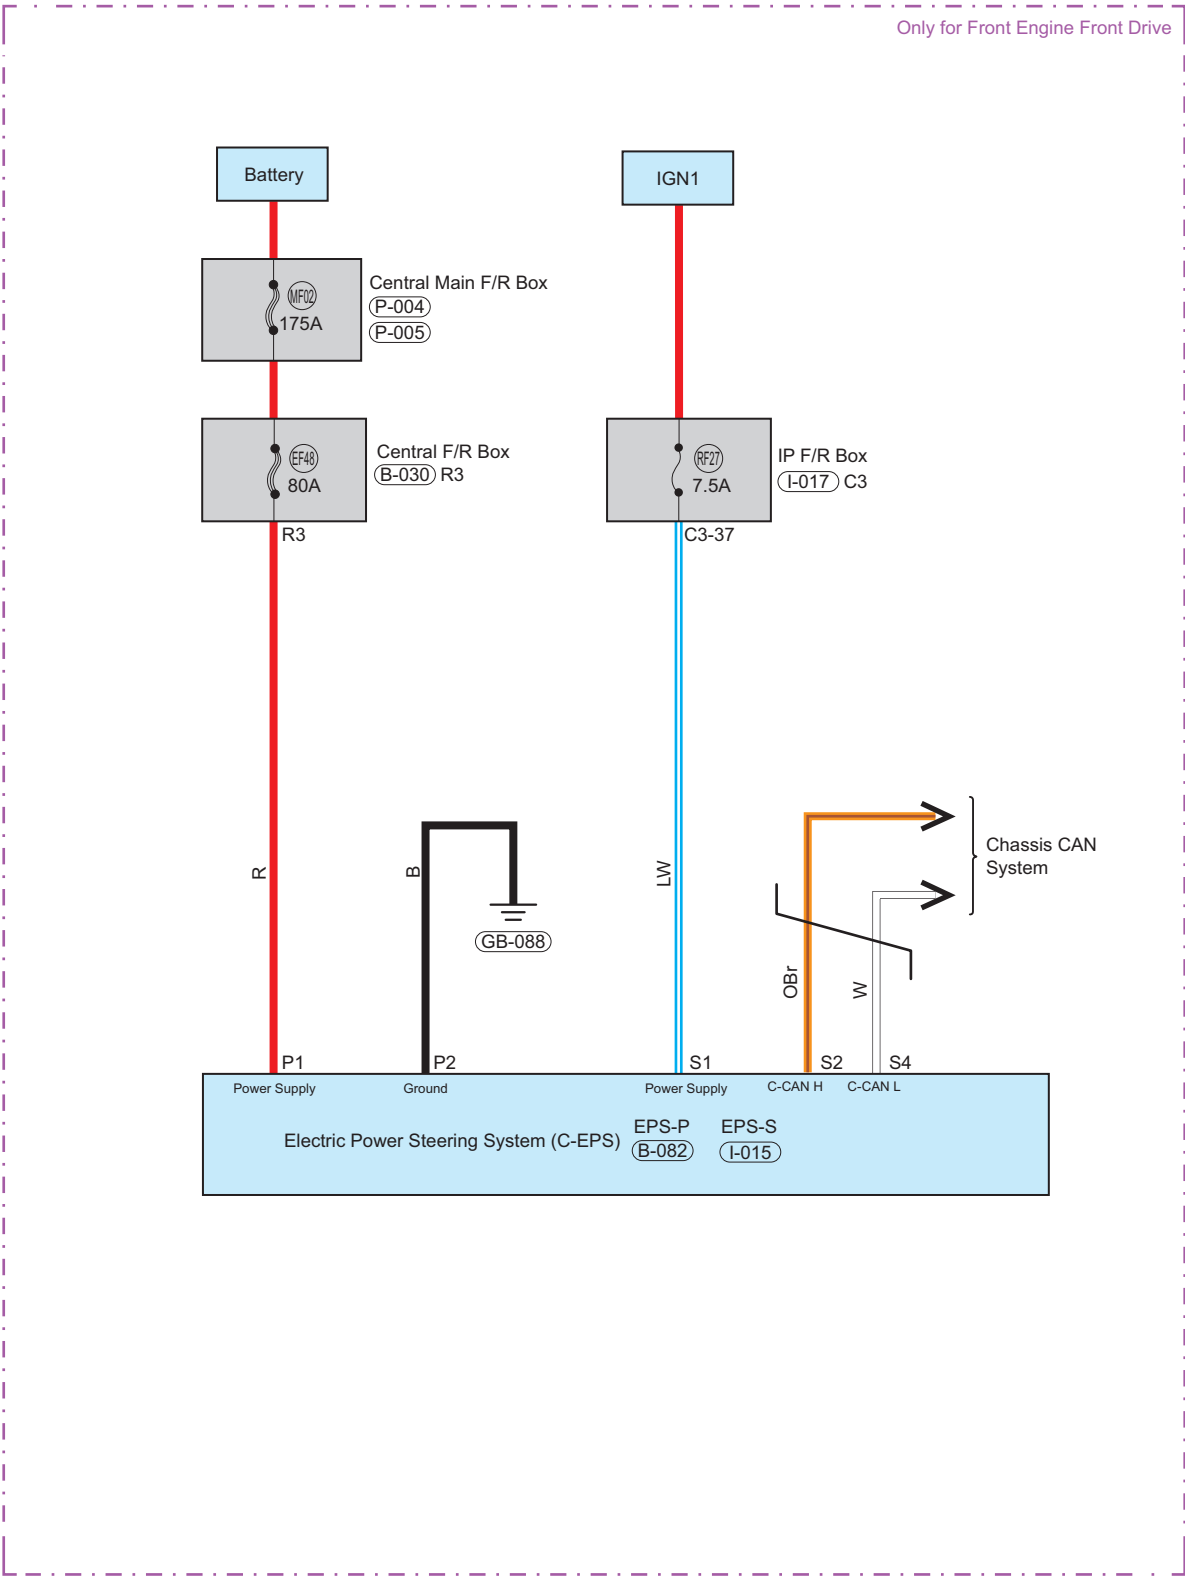 Only for Front Engine Front Drive
Battery
IGN1
MF02
175A
Central Main F/R Box
P-004
P-005
EF48
80A
Central F/R Box
B-030 R3
R3
RF27
7.5A
IP F/R Box
I-017 C3
C3-37
R
B
GB-088
LW
OBr
W
Chassis CAN
System
P1
P2
S1
S2
S4
Power Supply
Ground
Power Supply
C-CAN H
C-CAN L
Electric Power Steering System (C-EPS)
EPS-P
B-082
EPS-S
I-015